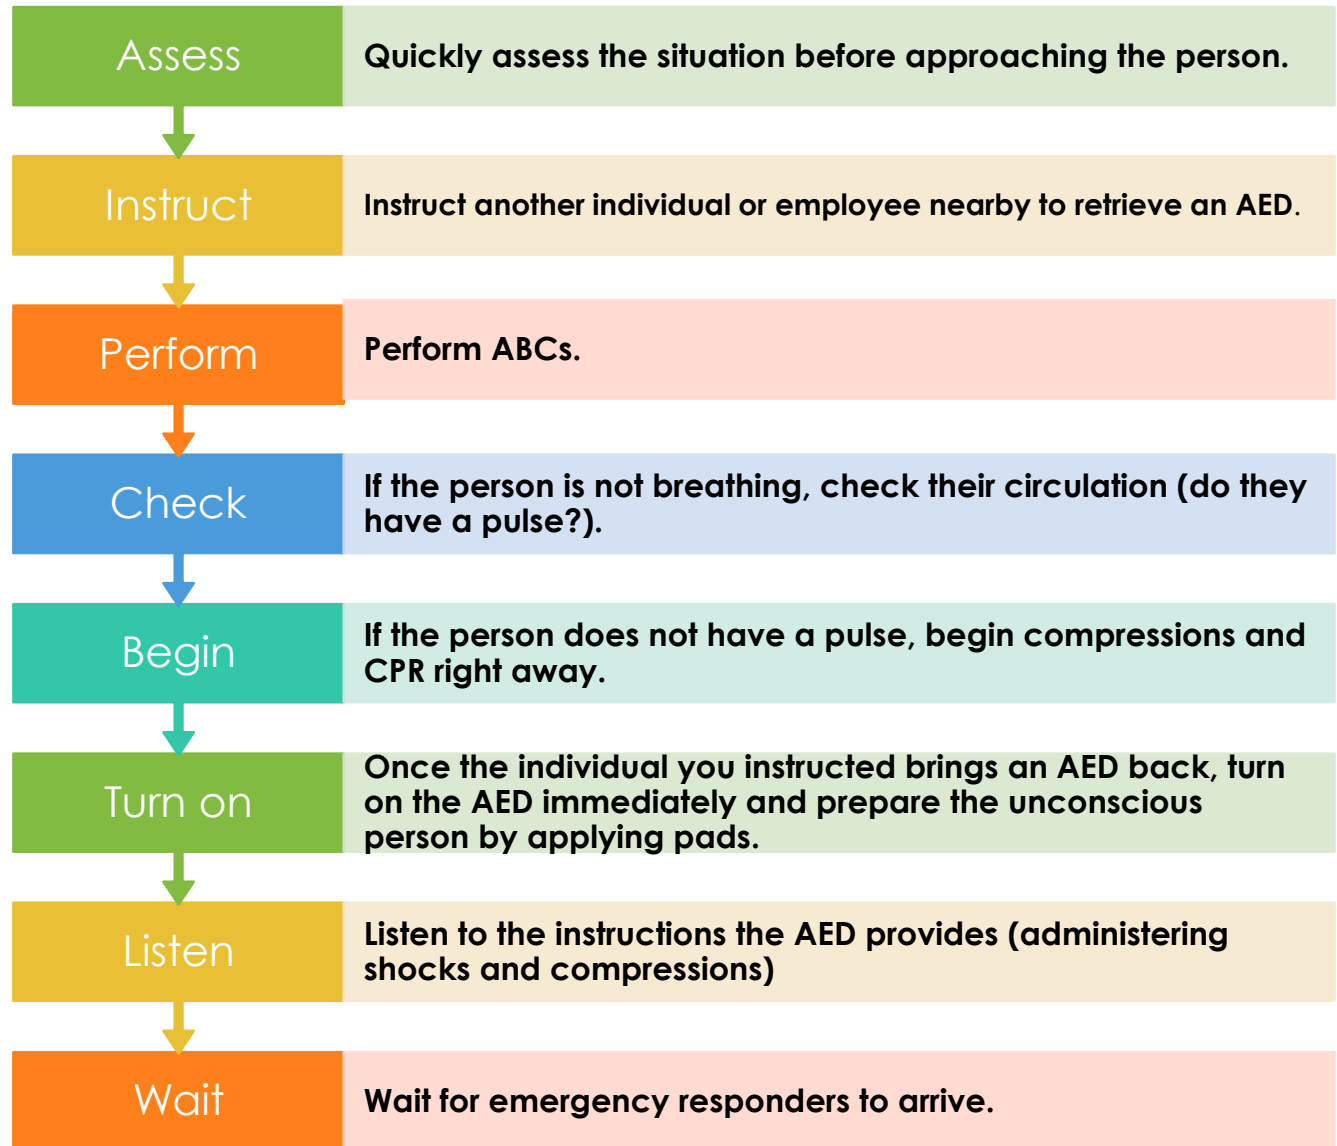 Assess
Quickly assess the situation before approaching the person.
Instruct
Instruct another individual or employee nearby to retrieve an AED.
Perform
Perform ABCs.
Check
If the person is not breathing, check their circulation (do they
have a pulse?).
Begin
If the person does not have a pulse, begin compressions and
CPR right away.
Turn on
Once the individual you instructed brings an AED back, turn
on the AED immediately and prepare the unconscious
person by applying pads.
Listen
Listen to the instructions the AED provides (administering
shocks and compressions)
Wait
Wait for emergency responders to arrive.